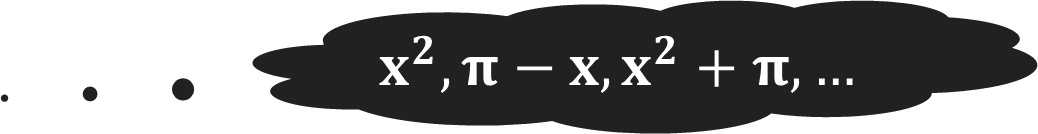 x², π − x, x² + π, ...